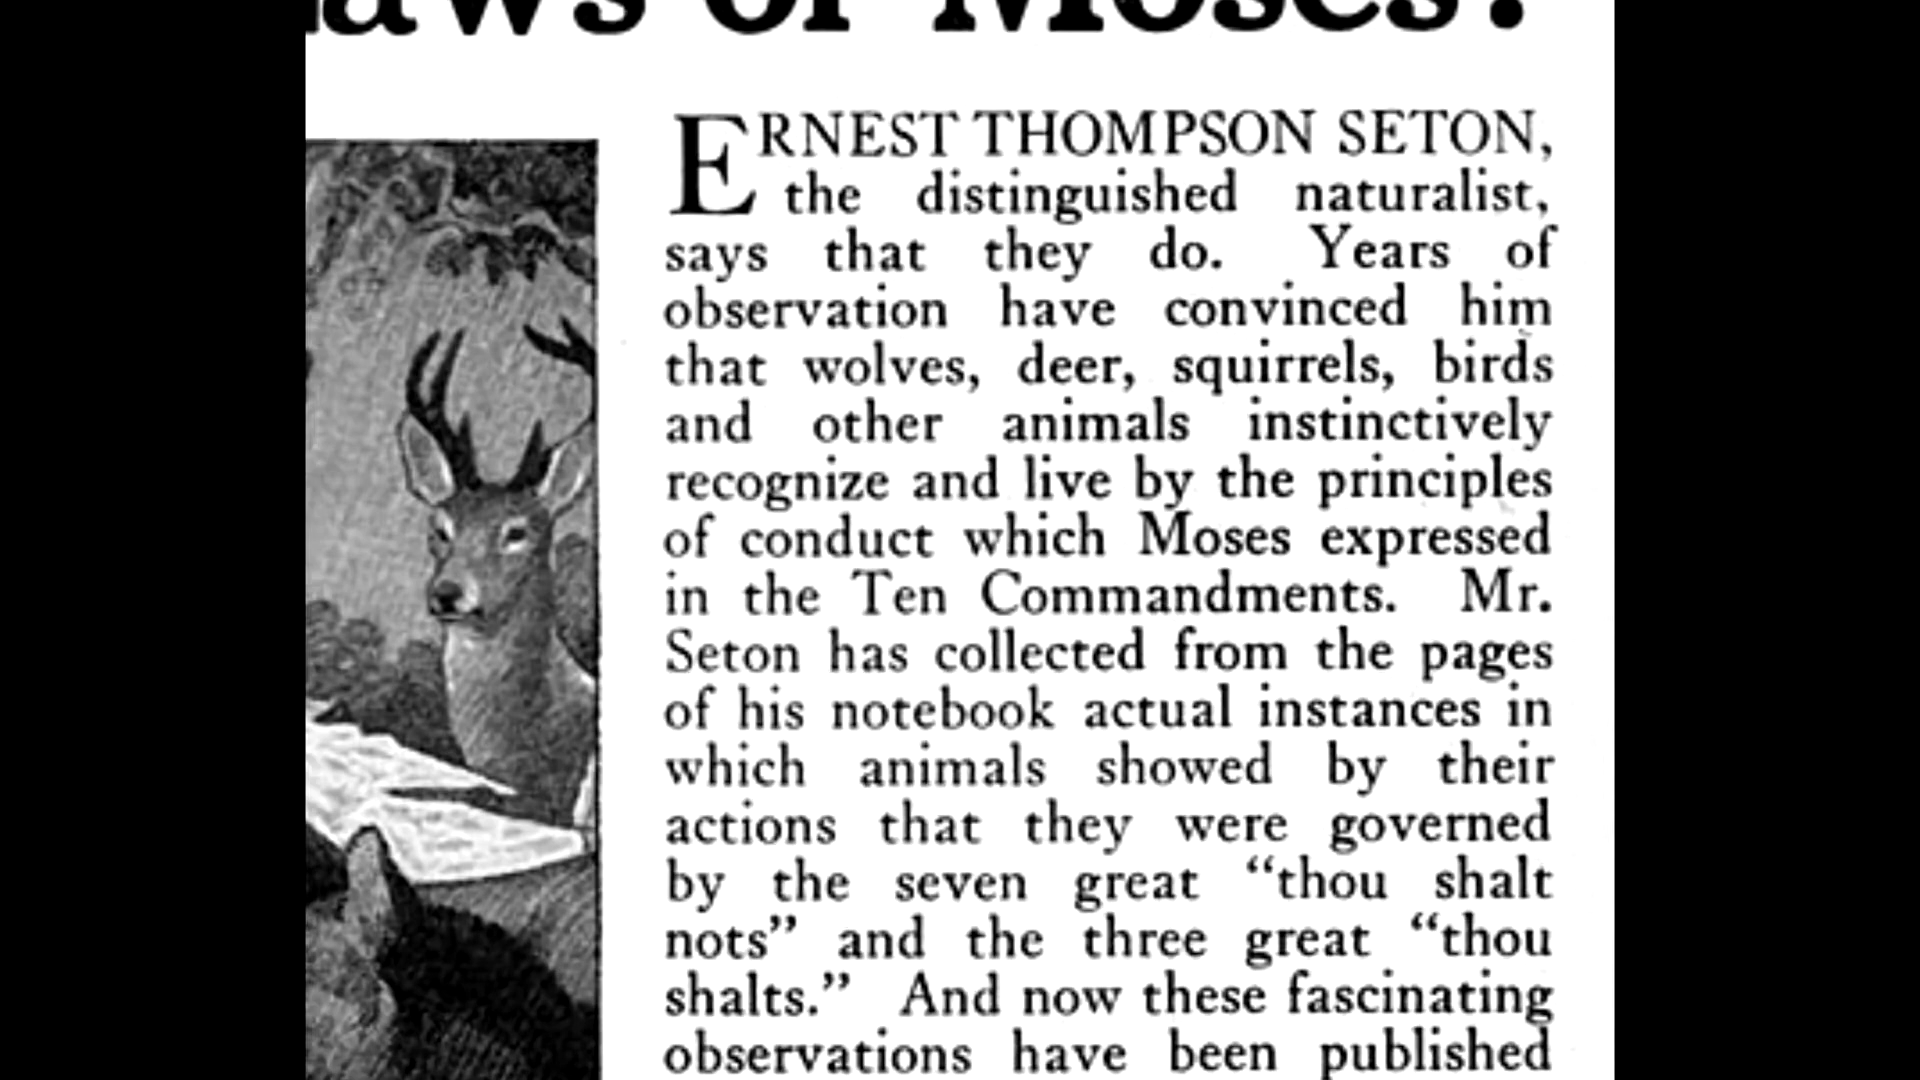 laws of Moses?
ERNEST THOMPSON SETON,
the distinguished naturalist,
says that they do. Years of
observation have convinced him
that wolves, deer, squirrels, birds
and other animals instinctively
recognize and live by the principles
of conduct which Moses expressed
in the Ten Commandments. Mr.
Seton has collected from the pages
of his notebook actual instances in
which animals showed by their
actions that they were governed
by the seven great “thou shalt
nots” and the three great “thou
shalts.” And now these fascinating
observations have been published